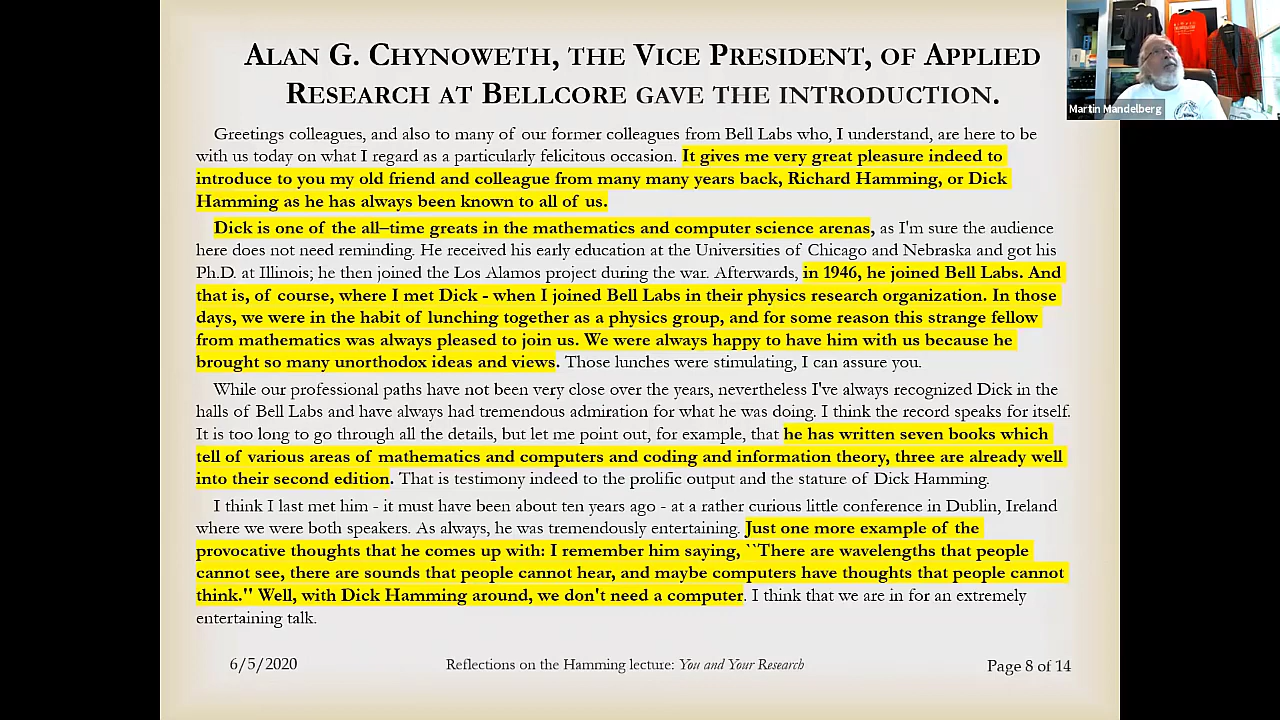 ALAN G. CHYNOWETH, THE VICE PRESIDENT, OF APPLIED
RESEARCH AT BELLCORE GAVE THE INTRODUCTION.
Martin Mandelberg
Greetings colleagues, and also to many of our former colleagues from Bell Labs who, I understand, are here to be
with us today on what I regard as a particularly felicitous occasion. It gives me very great pleasure indeed to
introduce to you my old friend and colleague from many many years back, Richard Hamming, or Dick
Hamming as he has always been known to all of us.
Dick is one of the all–time greats in the mathematics and computer science arenas, as I'm sure the audience
here does not need reminding. He received his early education at the Universities of Chicago and Nebraska and got his
Ph.D. at Illinois; he then joined the Los Alamos project during the war. Afterwards, in 1946, he joined Bell Labs. And
that is, of course, where I met Dick - when I joined Bell Labs in their physics research organization. In those
days, we were in the habit of lunching together as a physics group, and for some reason this strange fellow
from mathematics was always pleased to join us. We were always happy to have him with us because he
brought so many unorthodox ideas and views. Those lunches were stimulating, I can assure you.
While our professional paths have not been very close over the years, nevertheless I've always recognized Dick in the
halls of Bell Labs and have always had tremendous admiration for what he was doing. I think the record speaks for itself.
It is too long to go through all the details, but let me point out, for example, that he has written seven books which
tell of various areas of mathematics and computers and coding and information theory, three are already well
into their second edition. That is testimony indeed to the prolific output and the stature of Dick Hamming.
I think I last met him - it must have been about ten years ago - at a rather curious little conference in Dublin, Ireland
where we were both speakers. As always, he was tremendously entertaining. Just one more example of the
provocative thoughts that he comes up with: I remember him saying, ``There are wavelengths that people
cannot see, there are sounds that people cannot hear, and maybe computers have thoughts that people cannot
think.'' Well, with Dick Hamming around, we don't need a computer. I think that we are in for an extremely
entertaining talk.
6/5/2020
Reflections on the Hamming lecture: You and Your Research
Page 8 of 14